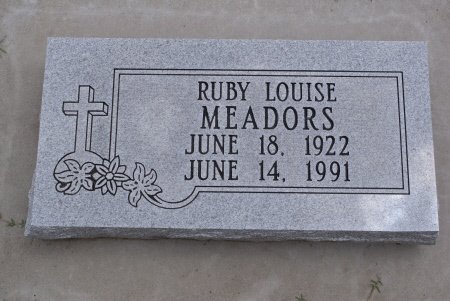 RUBY LOUISE
MEADORS
JUNE 18, 1922
JUNE 14, 1991